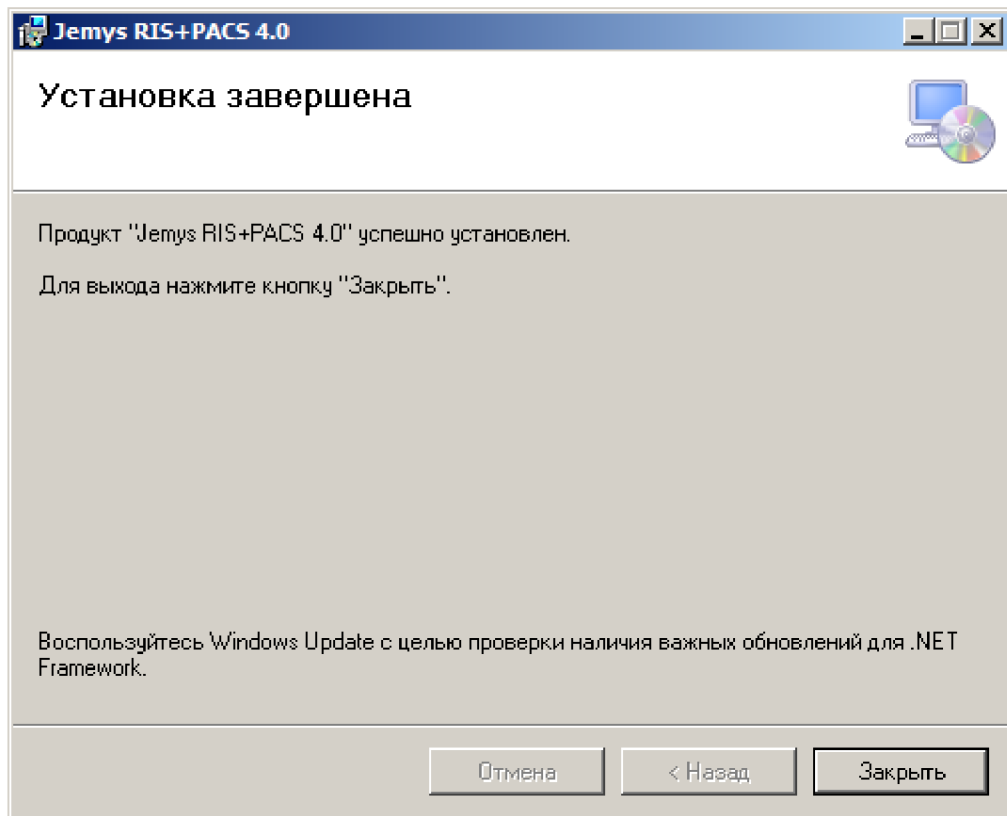 Jemys RIS+PACS 4.0
Установка завершена
Продукт "Jemys RIS+PACS 4.0" успешно установлен.
Для выхода нажмите кнопку "Закрыть".
Воспользуйтесь Windows Update с целью проверки наличия важных обновлений для .NET
Framework.
Отмена
< Назад
Закрыть